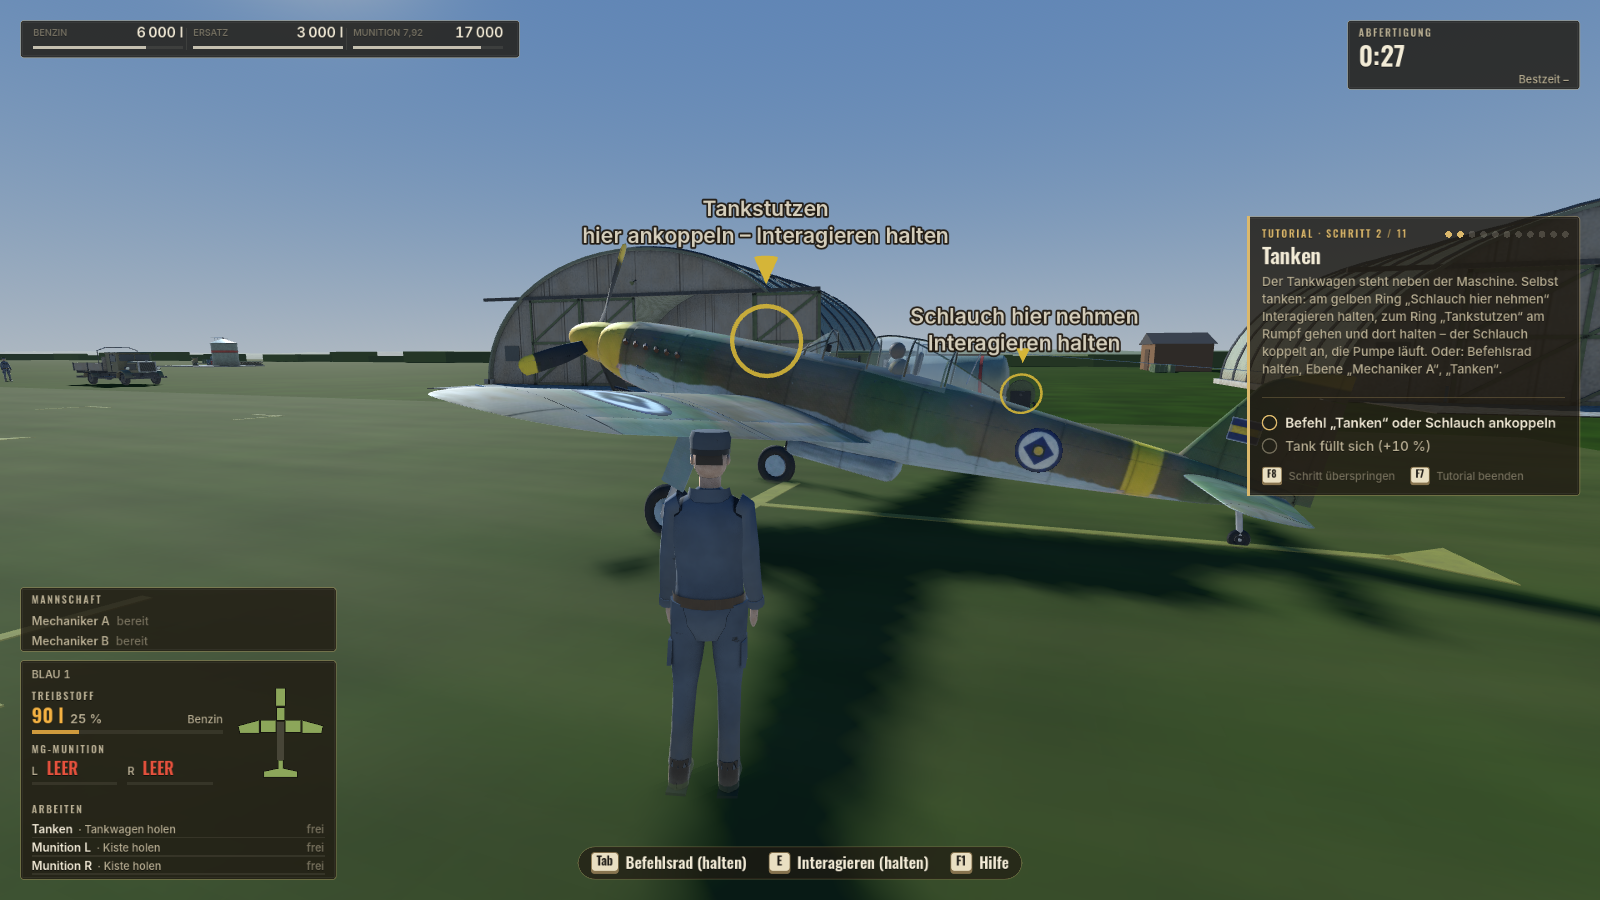 BENZIN 6 000 l ERSATZ 3 000 l MUNITION 7,92 17 000
ABFERTIGUNG
0:27
Bestzeit –
Tankstutzen
hier ankoppeln – Interagieren halten
Schlauch hier nehmen
Interagieren halten
TUTORIAL · SCHRITT 2 / 11
Tanken
Der Tankwagen steht neben der Maschine. Selbst
tanken: am gelben Ring „Schlauch hier nehmen“
Interagieren halten, zum Ring „Tankstutzen“ am
Rumpf gehen und dort halten – der Schlauch
koppelt an, die Pumpe läuft. Oder: Befehlsrad
halten, Ebene „Mechaniker A“, „Tanken“.
Befehl „Tanken“ oder Schlauch ankoppeln
Tank füllt sich (+10 %)
F8 Schritt überspringen F7 Tutorial beenden
MANNSCHAFT
Mechaniker A bereit
Mechaniker B bereit
BLAU 1
TREIBSTOFF
90 l 25 % Benzin
MG-MUNITION
L LEER R LEER
ARBEITEN
Tanken · Tankwagen holen frei
Munition L · Kiste holen frei
Munition R · Kiste holen frei
Tab Befehlsrad (halten) E Interagieren (halten) F1 Hilfe